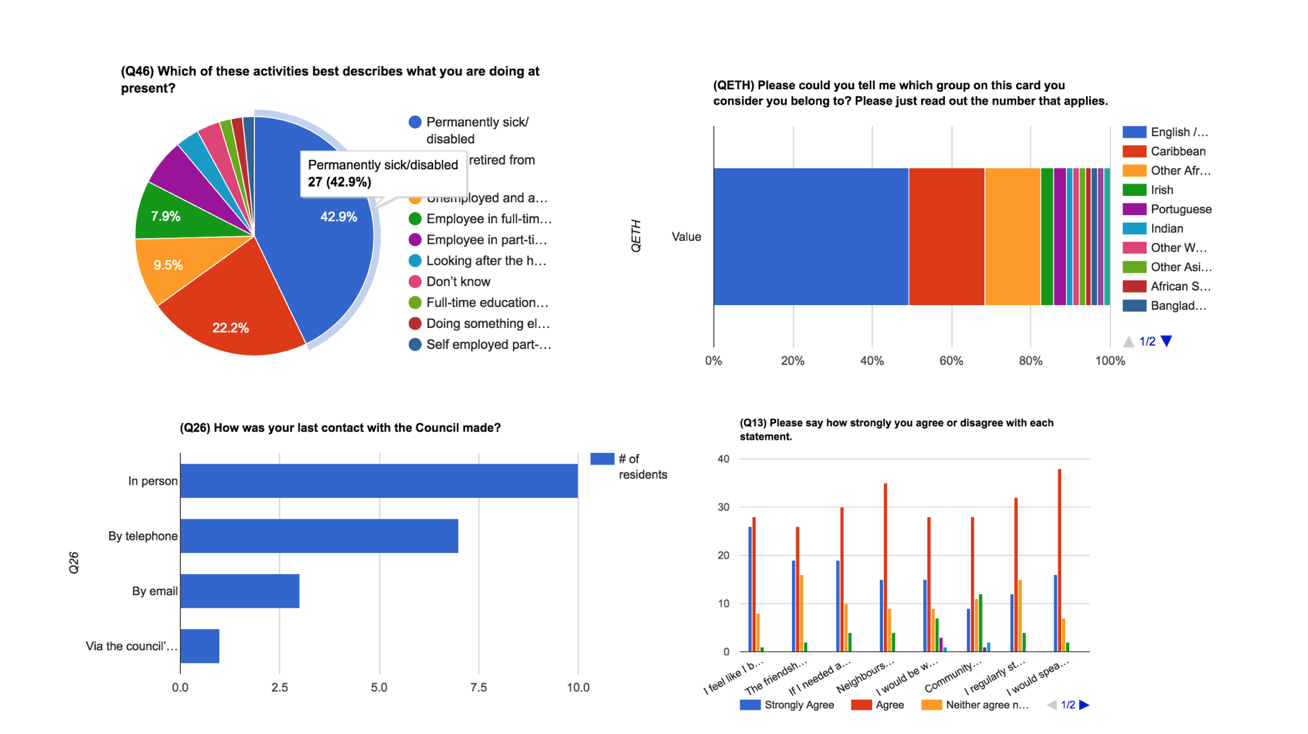 (Q46) Which of these activities best describes what you are doing at
present?
Permanently sick/
disabled
retired from
Permanently sick/disabled
27 (42.9%)
Unemployed and a…
Employee in full-tim…
Employee in part-ti…
Looking after the h…
Don't know
Full-time education…
Doing something el…
Self employed part-…
42.9%
22.2%
9.5%
7.9%
(QETH) Please could you tell me which group on this card you
consider you belong to? Please just read out the number that applies.
QETH
Value
0%
20%
40%
60%
80%
100%
English /…
Caribbean
Other Afr…
Irish
Portuguese
Indian
Other W…
Other Asi…
African S…
Banglad…
1/2
(Q26) How was your last contact with the Council made?
Q26
In person
By telephone
By email
Via the council'…
0.0
2.5
5.0
7.5
10.0
# of
residents
(Q13) Please say how strongly you agree or disagree with each
statement.
40
30
20
10
0
I feel like I b…
The friendsh…
If I needed a…
Neighbours…
I would be w…
Community…
I regularly st…
I would spea…
Strongly Agree
Agree
Neither agree n…
1/2